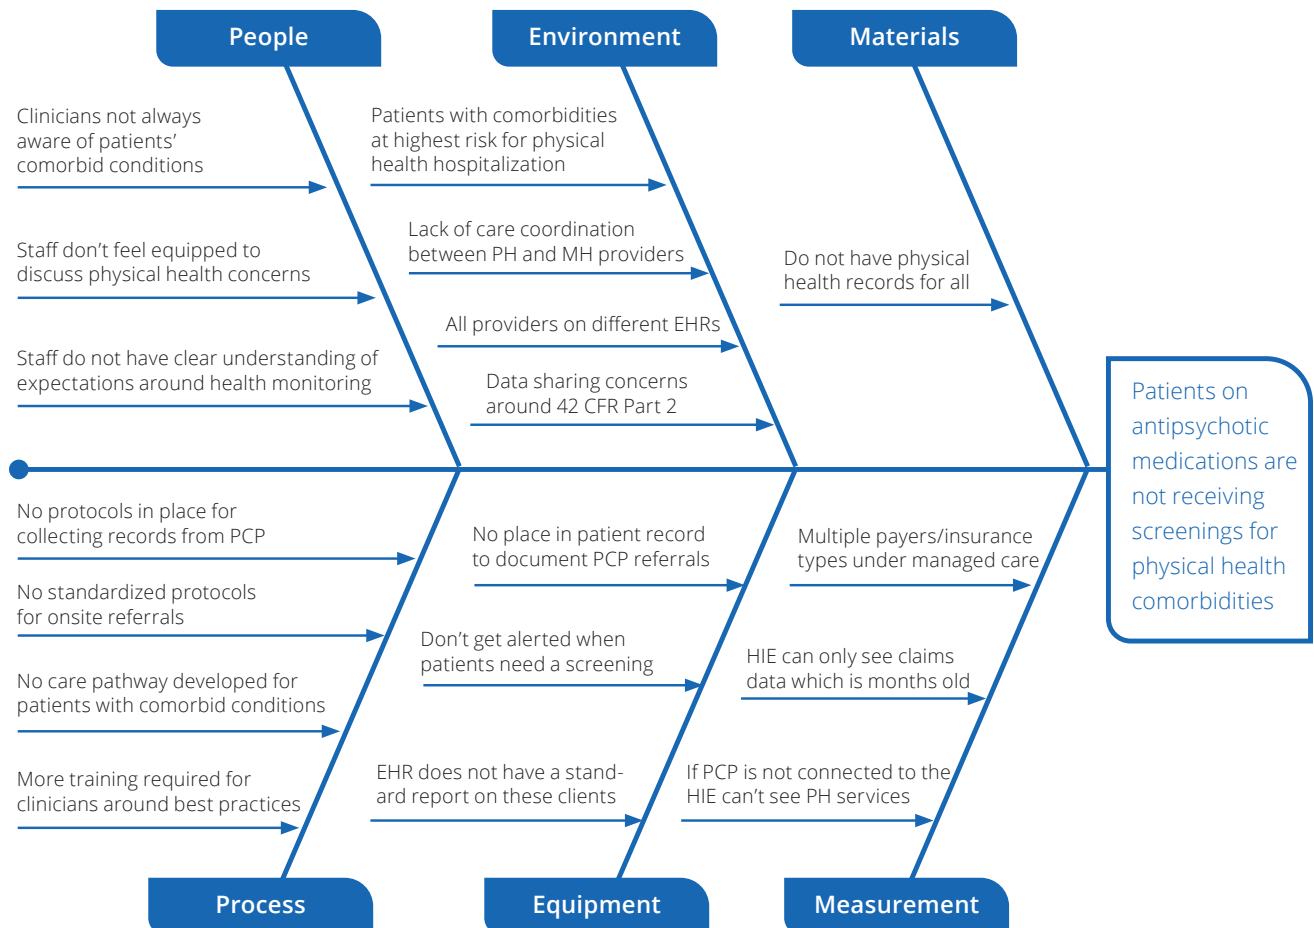 People
Environment
Materials
Clinicians not always
aware of patients’
comorbid conditions
Staff don’t feel equipped to
discuss physical health concerns
Staff do not have clear understanding of
expectations around health monitoring
Patients with comorbidities
at highest risk for physical
health hospitalization
Lack of care coordination
between PH and MH providers
All providers on different EHRs
Data sharing concerns
around 42 CFR Part 2
Do not have physical
health records for all
Patients on
antipsychotic
medications are
not receiving
screenings for
physical health
comorbidities
No protocols in place for
collecting records from PCP
No standardized protocols
for onsite referrals
No care pathway developed for
patients with comorbid conditions
More training required for
clinicians around best practices
No place in patient record
to document PCP referrals
Don’t get alerted when
patients need a screening
EHR does not have a stand-
ard report on these clients
Multiple payers/insurance
types under managed care
HIE can only see claims
data which is months old
If PCP is not connected to the
HIE can’t see PH services
Process
Equipment
Measurement